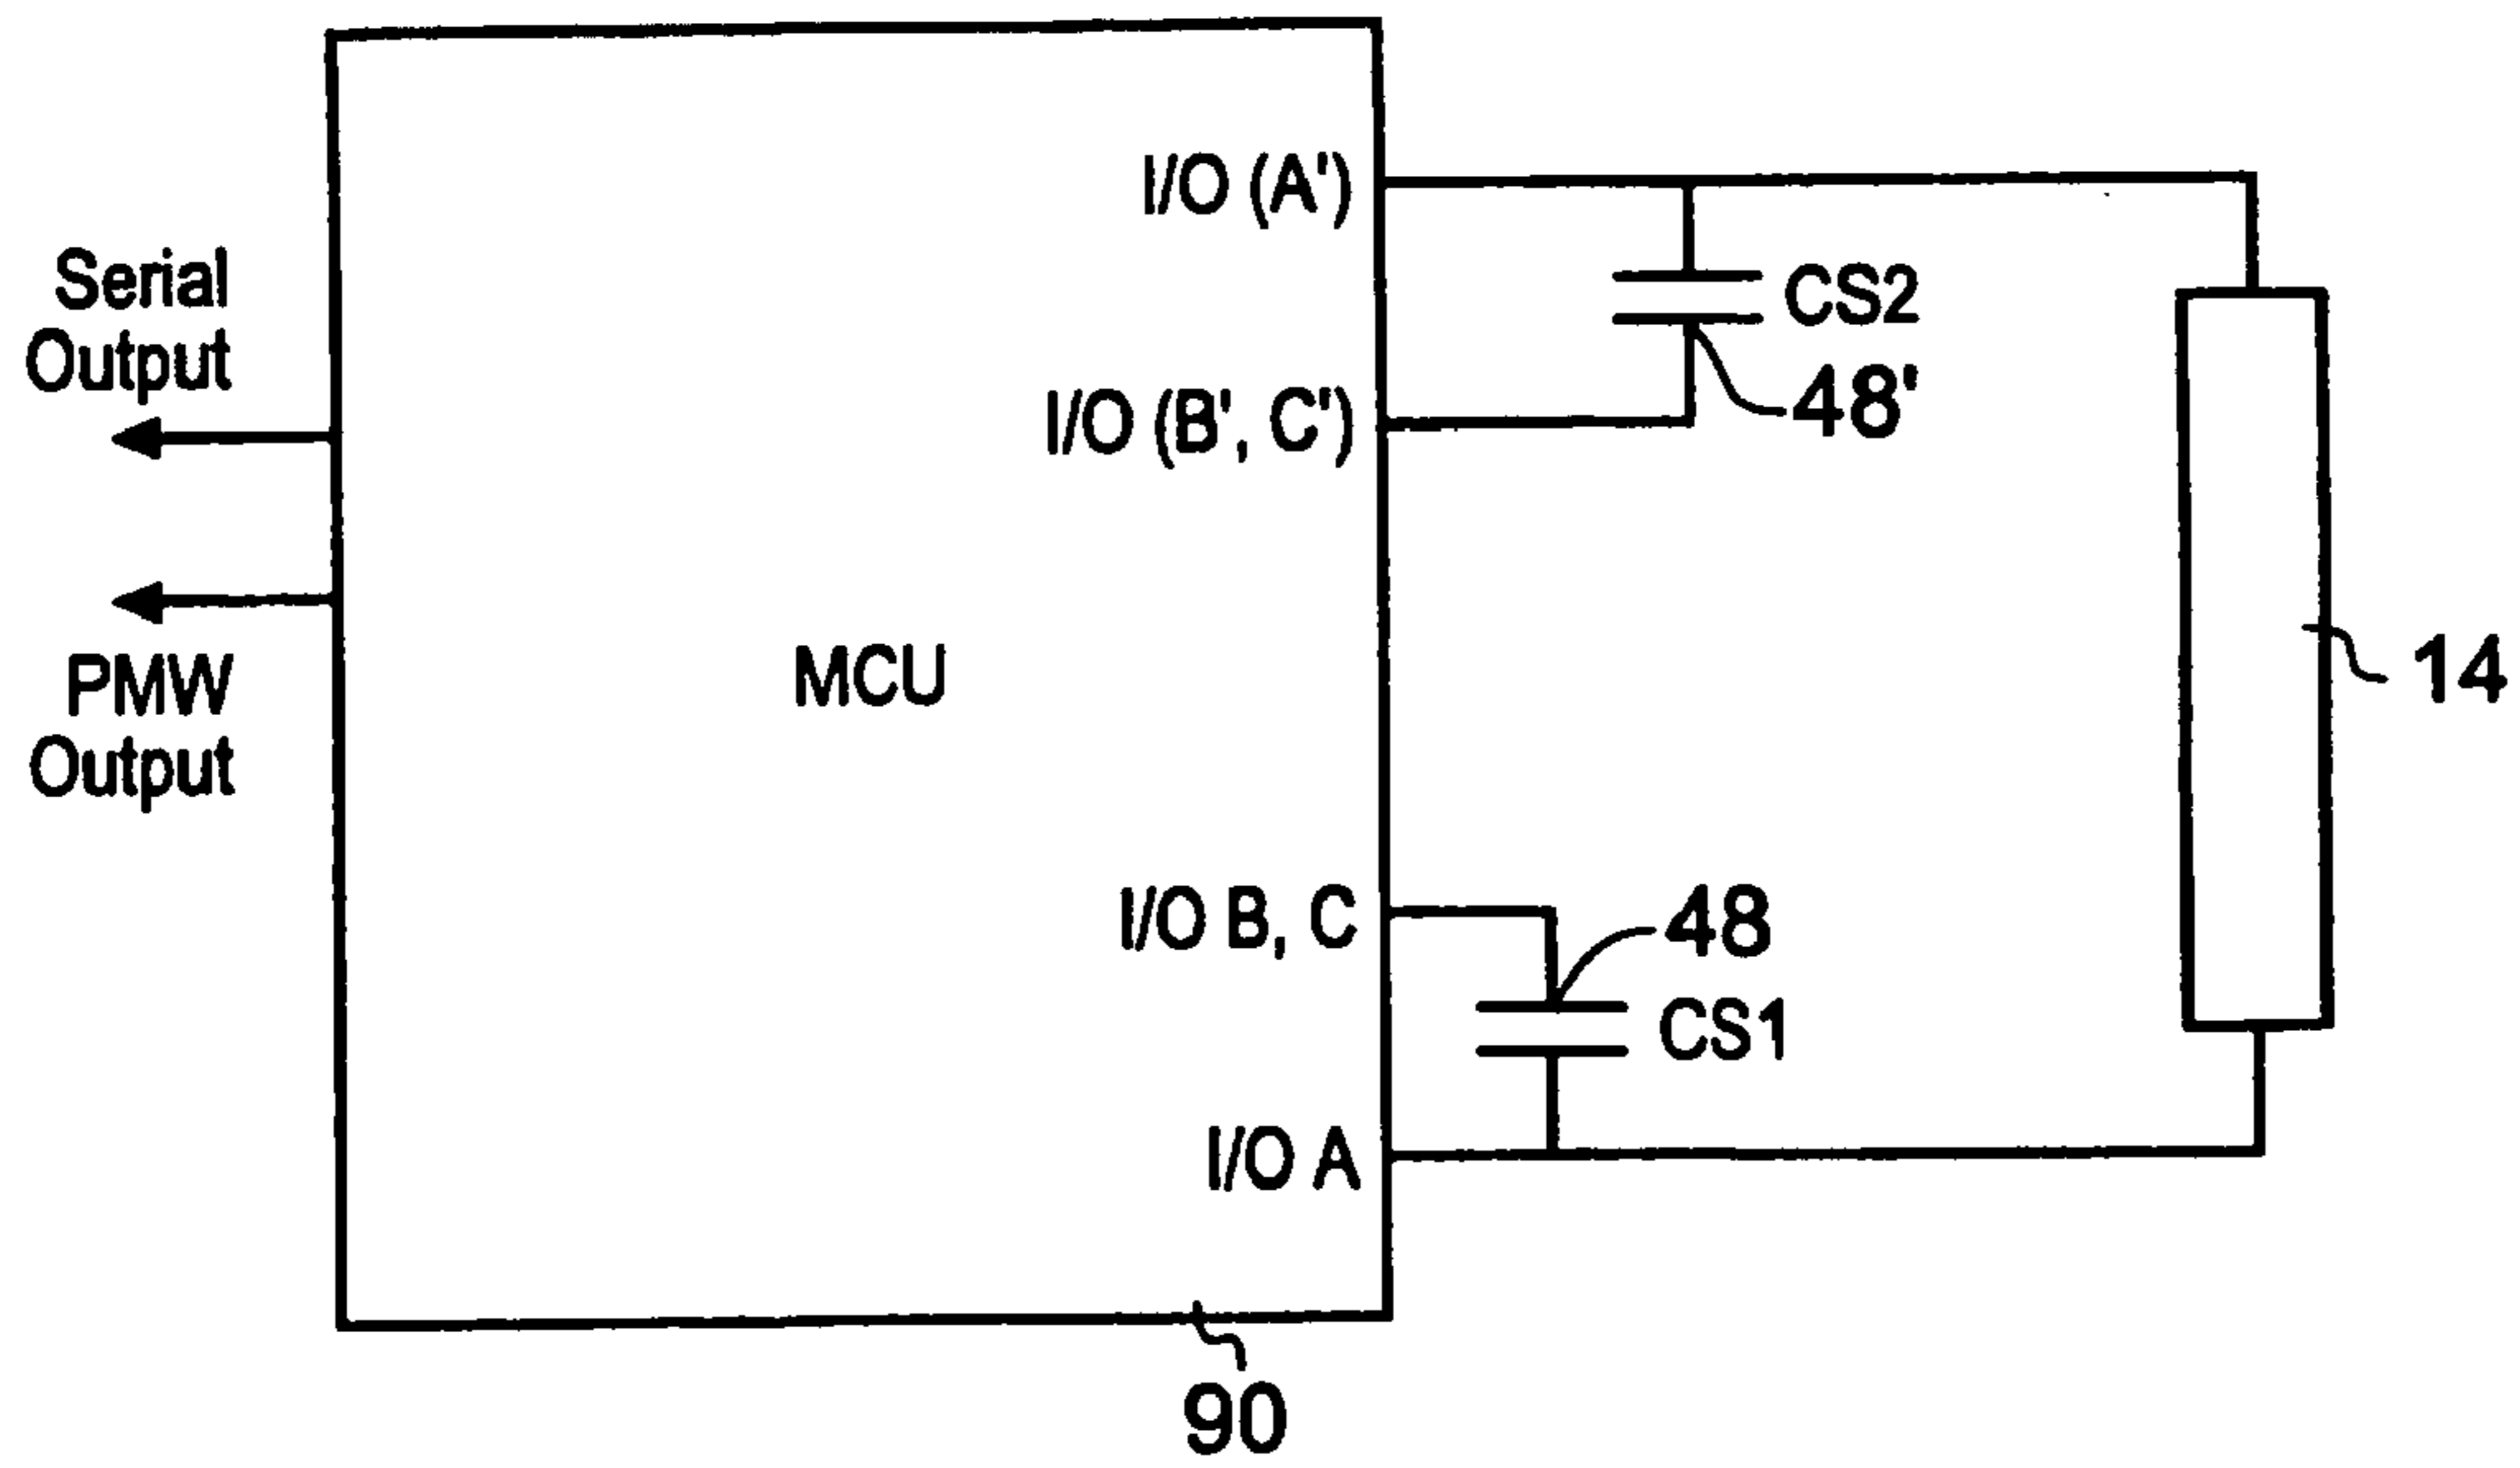 I/O (A')
Serial
Output
CS2
48'
I/O (B', C')
PMW
Output
MCU
14
I/O B, C
48
CS1
I/O A
90